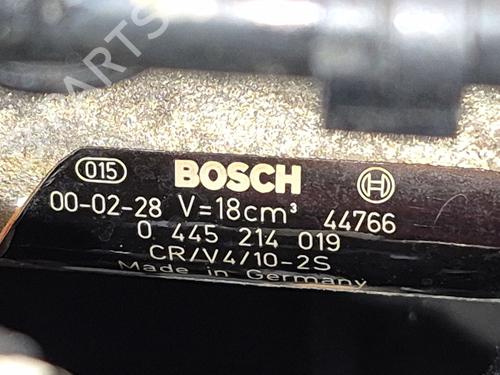 015 BOSCH
00-02-28 V=18cm³ 44766
0 445 214 019
CR/V4/10-2S
Made in Germany